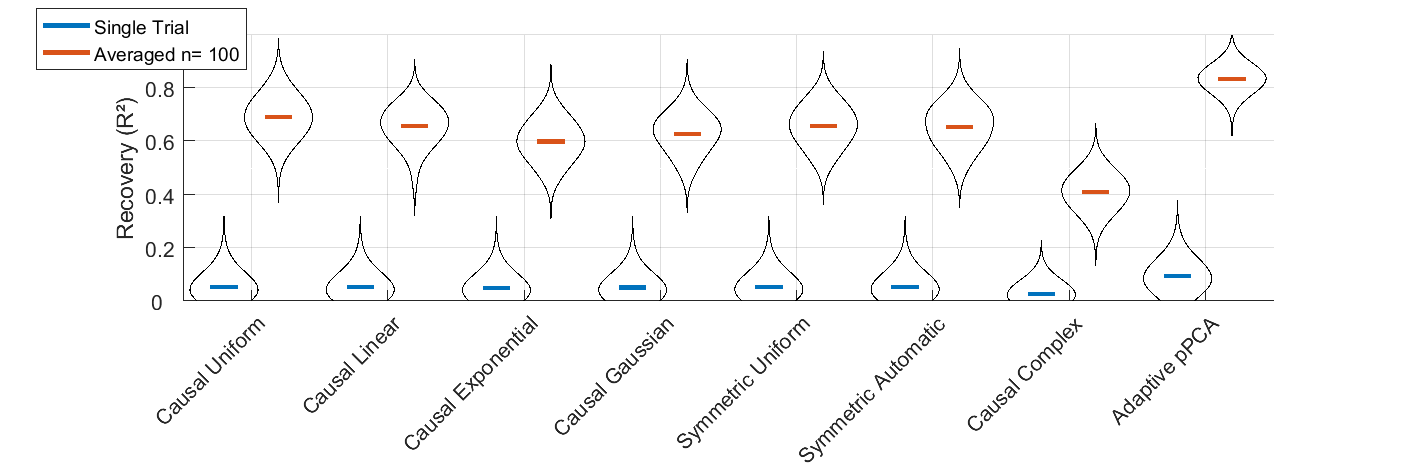 Single Trial
Averaged n= 100
Recovery (R²)
0.8
0.6
0.4
0.2
0
Causal Uniform
Causal Linear
Causal Exponential
Causal Gaussian
Symmetric Uniform
Symmetric Automatic
Causal Complex
Adaptive pPCA